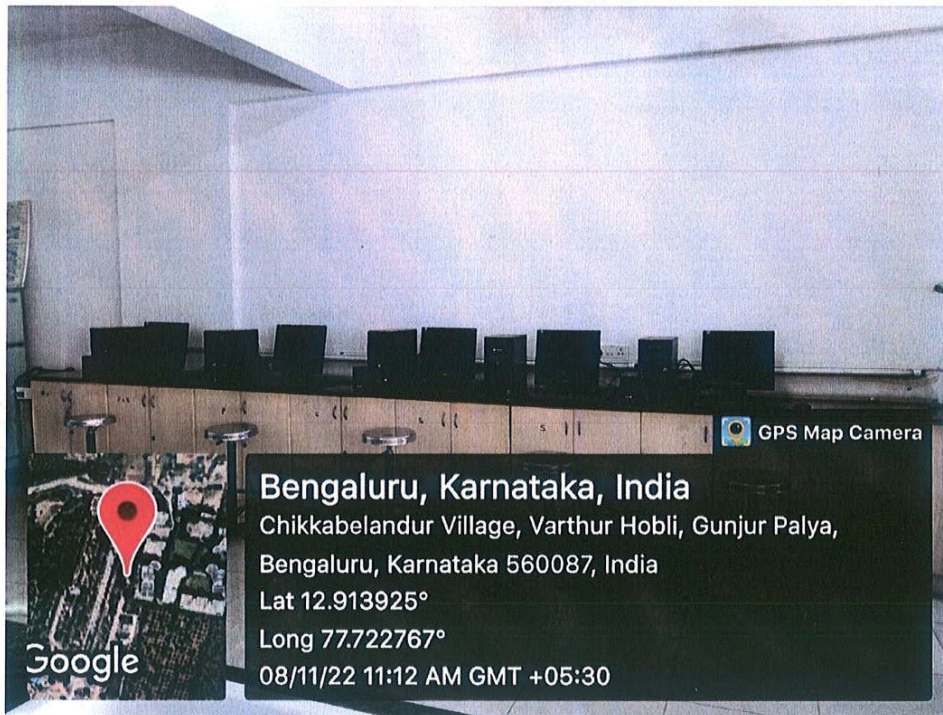 GPS Map Camera
Bengaluru, Karnataka, India
Chikkabelandur Village, Varthur Hobli, Gunjur Palya,
Bengaluru, Karnataka 560087, India
Lat 12.913925°
Long 77.722767°
08/11/22 11:12 AM GMT +05:30
Google